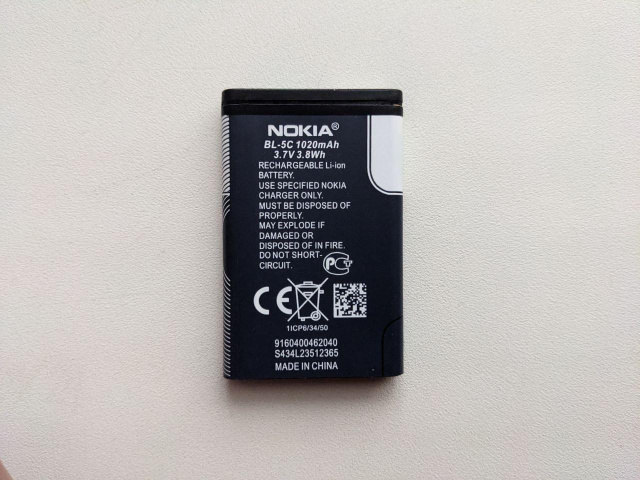 NOKIA®
BL-5C 1020mAh
3.7V 3.8Wh
RECHARGEABLE Li-ion
BATTERY.
USE SPECIFIED NOKIA
CHARGER ONLY.
MUST BE DISPOSED OF
PROPERLY.
MAY EXPLODE IF
DAMAGED OR
DISPOSED OF IN FIRE.
DO NOT SHORT-
CIRCUIT.
РСТ
CE
1ICP6/34/50
9160400462040
S434L23512365
MADE IN CHINA